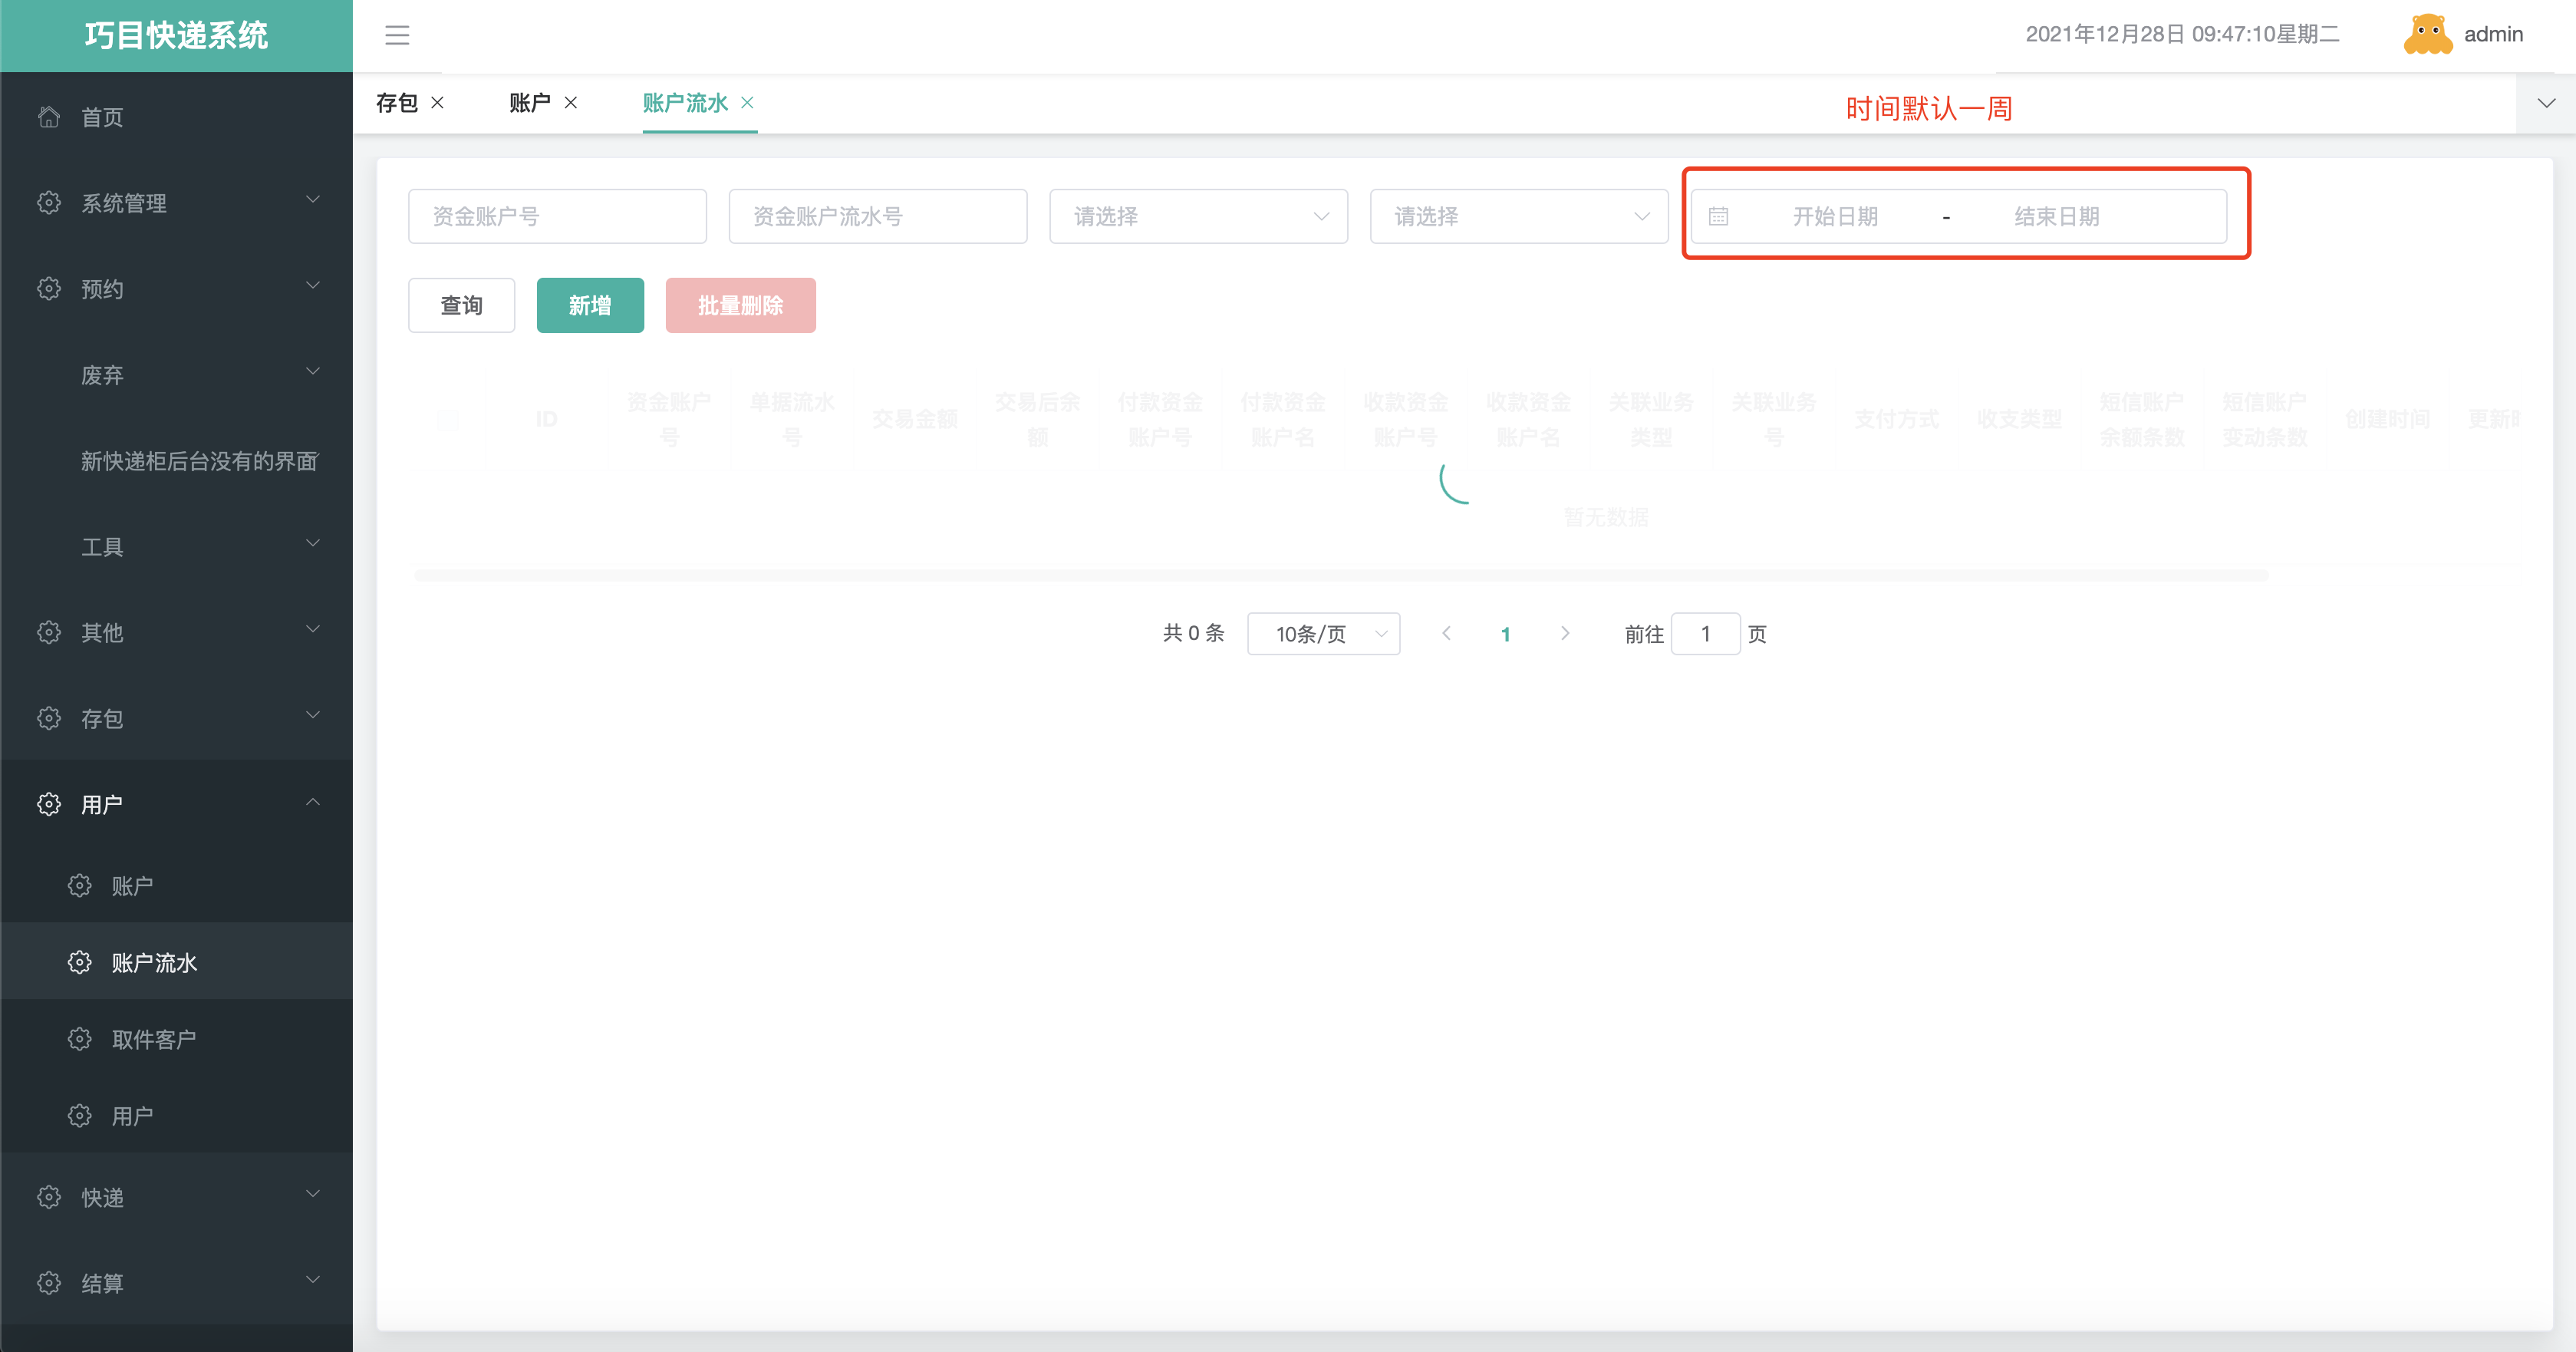 巧目快递系统
2021年12月28日 09:47:10星期二
admin
首页
系统管理
预约
废弃
新快递柜后台没有的界面
工具
其他
存包
用户
账户
账户流水
取件客户
用户
快递
结算
存包
账户
账户流水
时间默认一周
资金账户号
资金账户流水号
请选择
请选择
开始日期 - 结束日期
查询
新增
批量删除
ID
资金账户号
单据流水号
交易金额
交易后余额
付款资金账户号
付款资金账户名
收款资金账户号
收款资金账户名
关联业务类型
关联业务号
支付方式
收支类型
短信账户余额条数
短信账户变动条数
创建时间
更新时
暂无数据
共 0 条
10条/页
1
前往 1 页